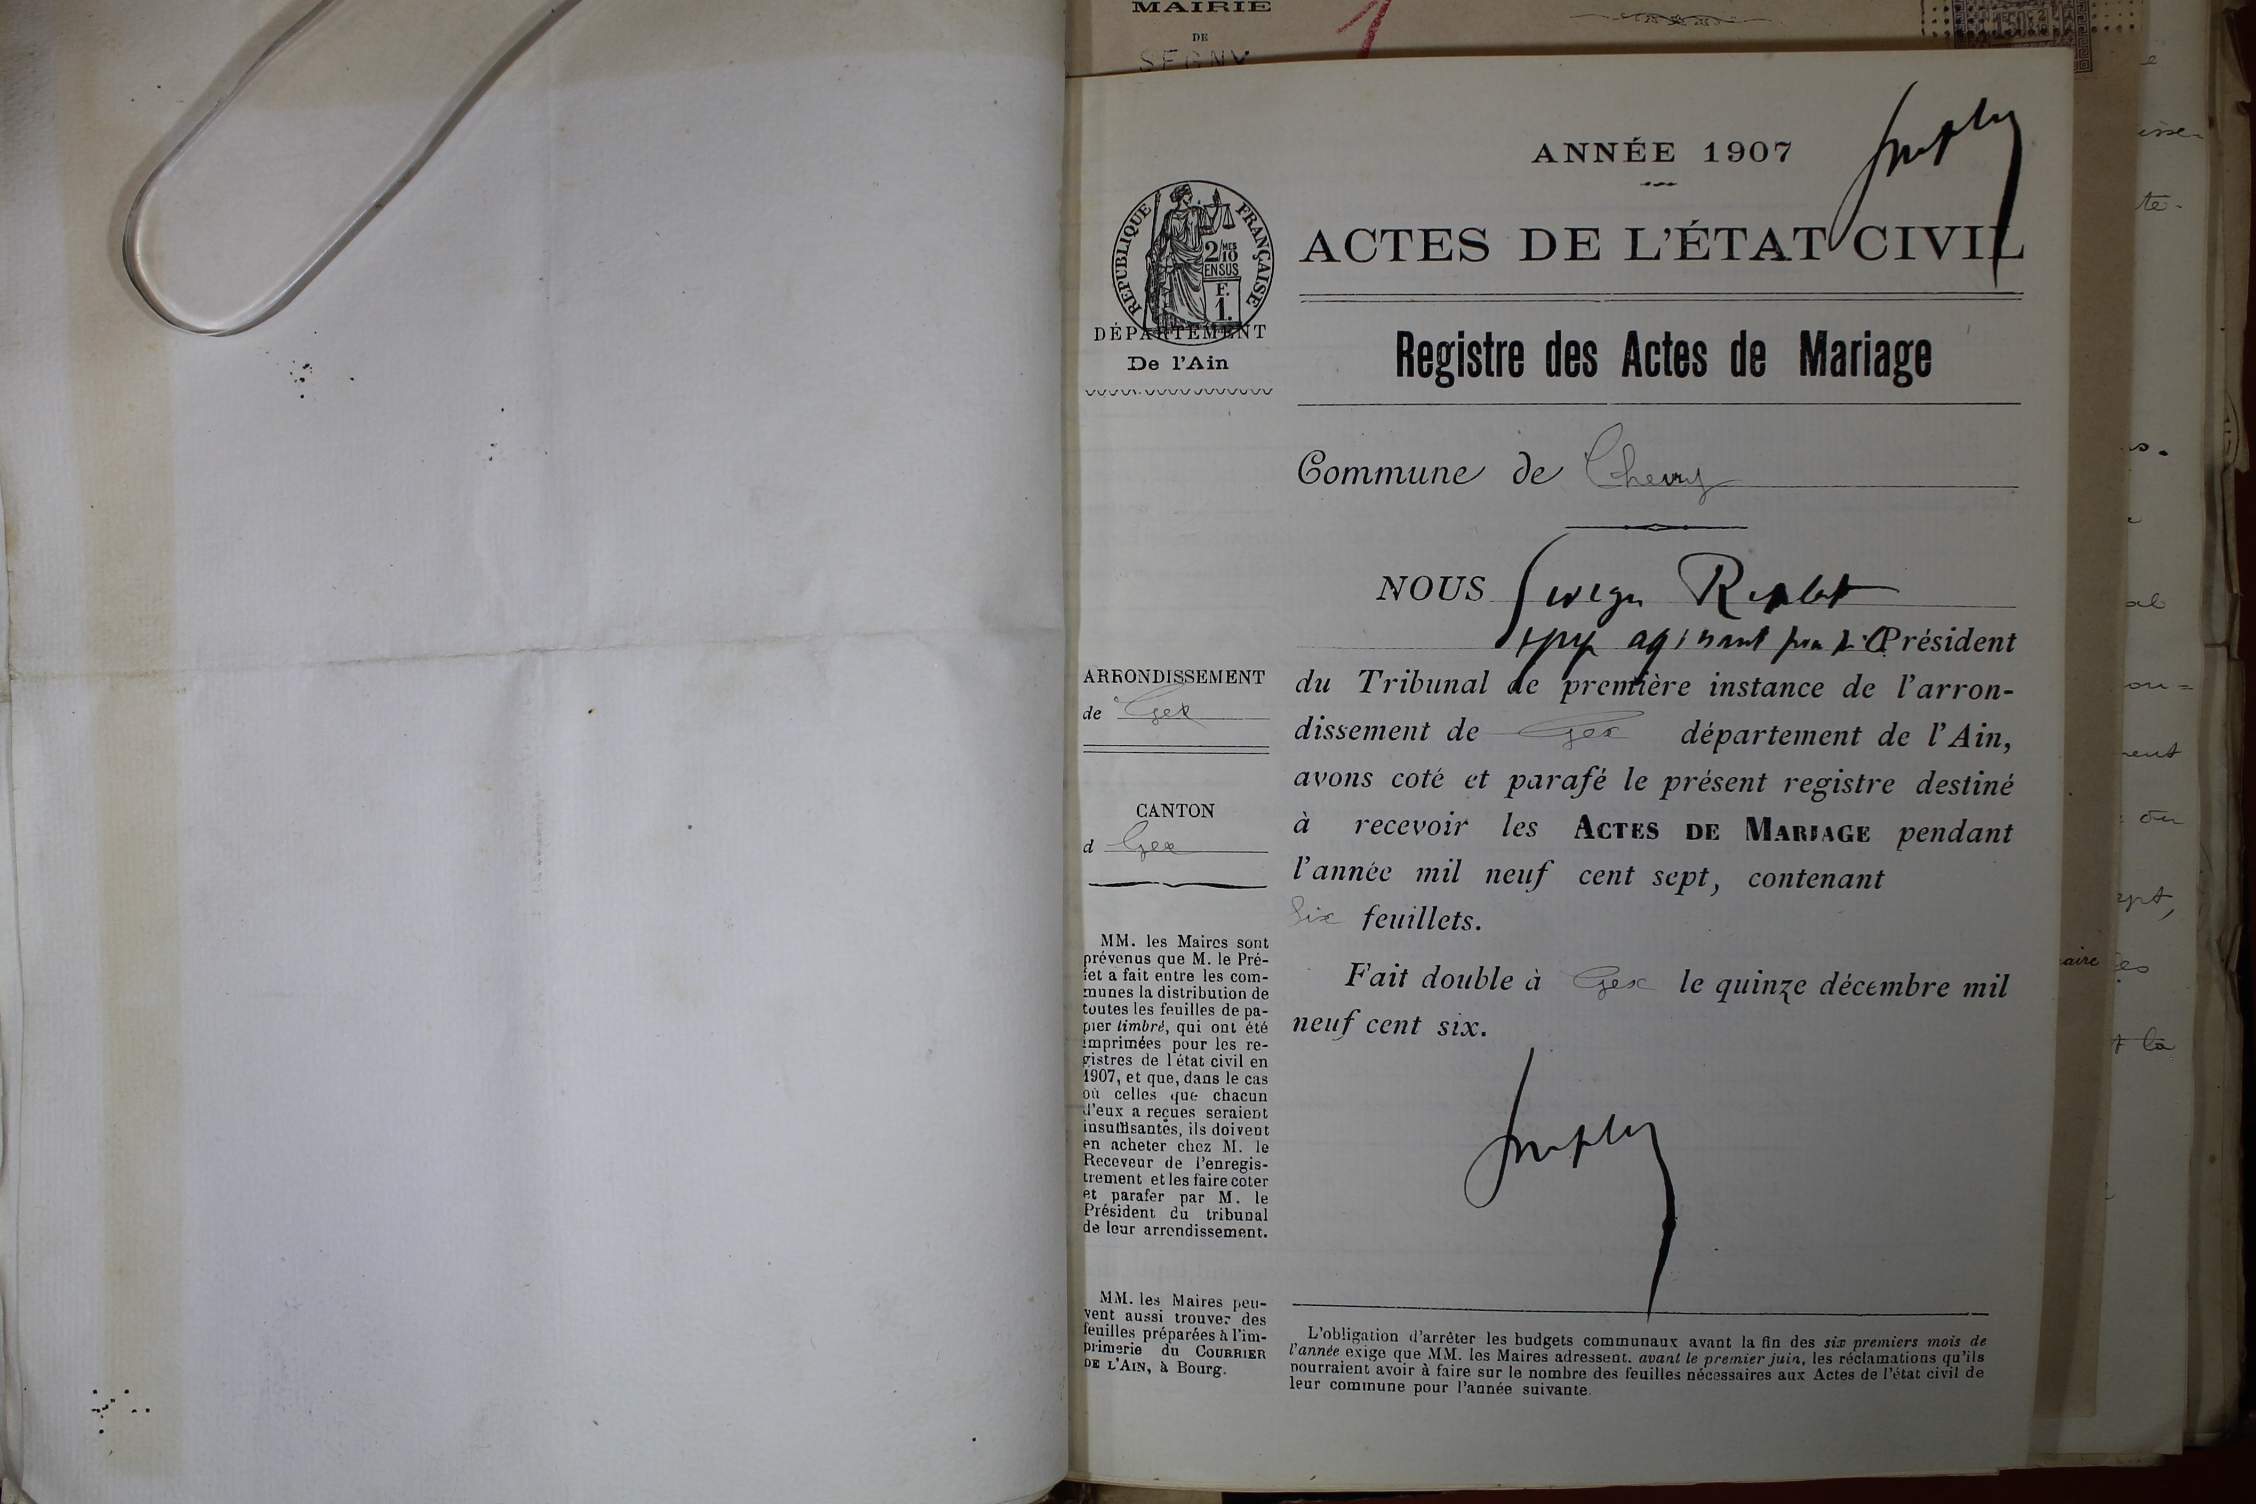 MAIRIE
DE
SEGNY
1
ANNÉE 1907
ACTES DE L'ÉTAT CIVIL
RÉPUBLIQUE FRANÇAISE
2/10 MES
EN SUS
F.
1.
DÉPARTEMENT
De l'Ain
Registre des Actes de Mariage
Commune de Chevry
NOUS Georges Replat
agissant pour le Président
du Tribunal de première instance de l'arron-
dissement de Gex département de l'Ain,
avons coté et parafé le présent registre destiné
à recevoir les ACTES DE MARIAGE pendant
l'année mil neuf cent sept, contenant
Six feuillets.
Fait double à Gex le quinze décembre mil
neuf cent six.
ARRONDISSEMENT
de Gex
CANTON
d Gex
MM. les Maires sont
prévenus que M. le Pré-
fet a fait entre les com-
munes la distribution de
toutes les feuilles de pa-
pier timbré, qui ont été
imprimées pour les re-
gistres de l'état civil en
1907, et que, dans le cas
où celles que chacun
d'eux a reçues seraient
insuffisantes, ils doivent
en acheter chez M. le
Receveur de l'enregis-
trement et les faire coter
et parafer par M. le
Président du tribunal
de leur arrondissement.
MM. les Maires peu-
vent aussi trouver des
feuilles préparées à l'im-
primerie du COURRIER
DE L'AIN, à Bourg.
L'obligation d'arrêter les budgets communaux avant la fin des six premiers mois de
l'année exige que MM. les Maires adressent, avant le premier juin, les réclamations qu'ils
pourraient avoir à faire sur le nombre des feuilles nécessaires aux Actes de l'état civil de
leur commune pour l'année suivante.